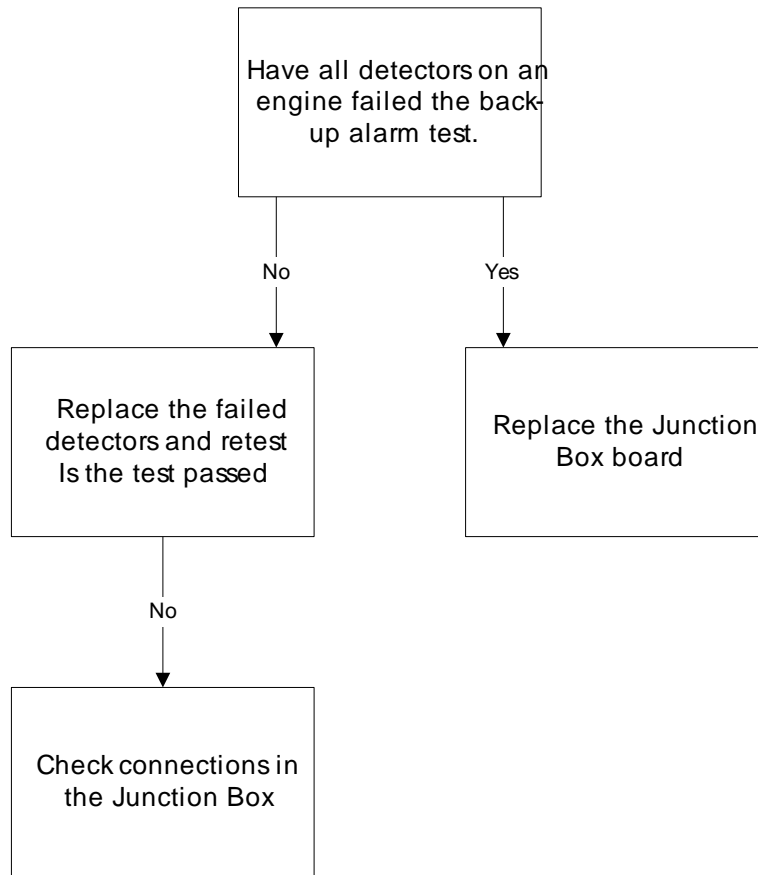 Have all detectors on an
engine failed the back-
up alarm test.
No
Yes
Replace the failed
detectors and retest
Is the test passed
Replace the Junction
Box board
No
Check connections in
the Junction Box